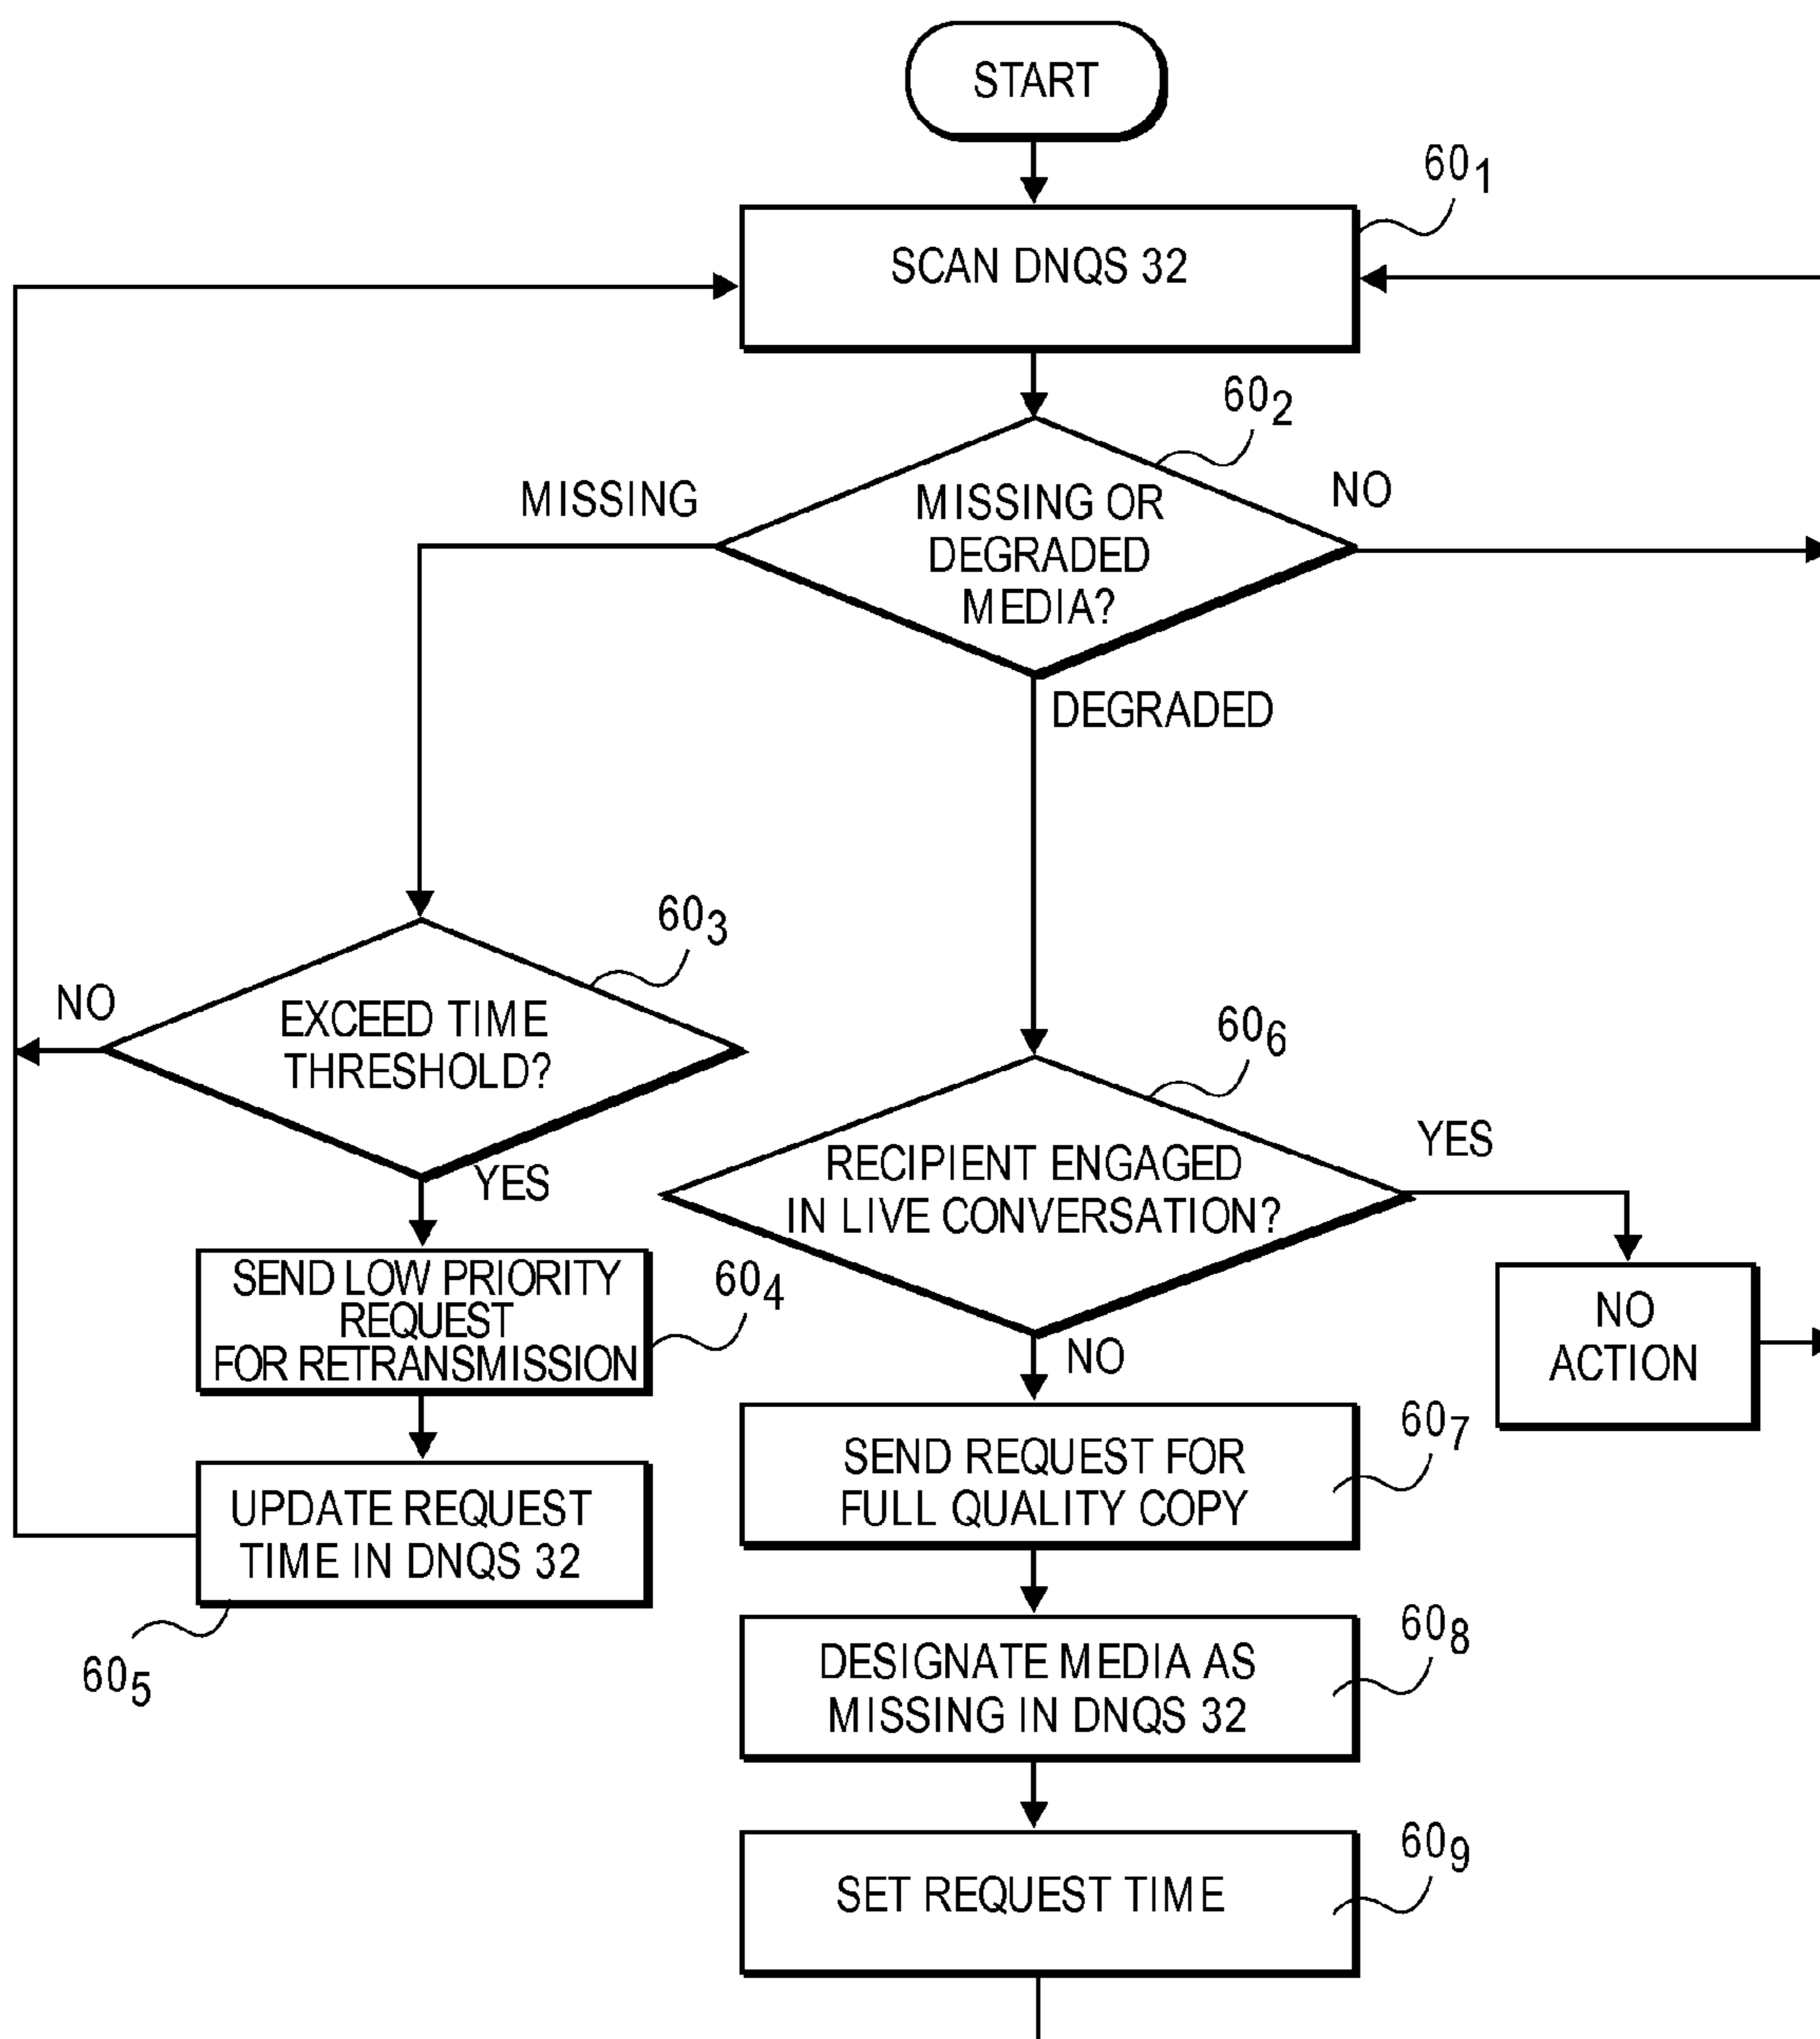 START
60₁
SCAN DNQS 32
60₂
MISSING
MISSING OR
DEGRADED
MEDIA?
NO
DEGRADED
60₃
NO
EXCEED TIME
THRESHOLD?
YES
60₆
RECIPIENT ENGAGED
IN LIVE CONVERSATION?
YES
SEND LOW PRIORITY
REQUEST
FOR RETRANSMISSION
60₄
NO
ACTION
NO
60₇
SEND REQUEST FOR
FULL QUALITY COPY
UPDATE REQUEST
TIME IN DNQS 32
60₅
60₈
DESIGNATE MEDIA AS
MISSING IN DNQS 32
60₉
SET REQUEST TIME